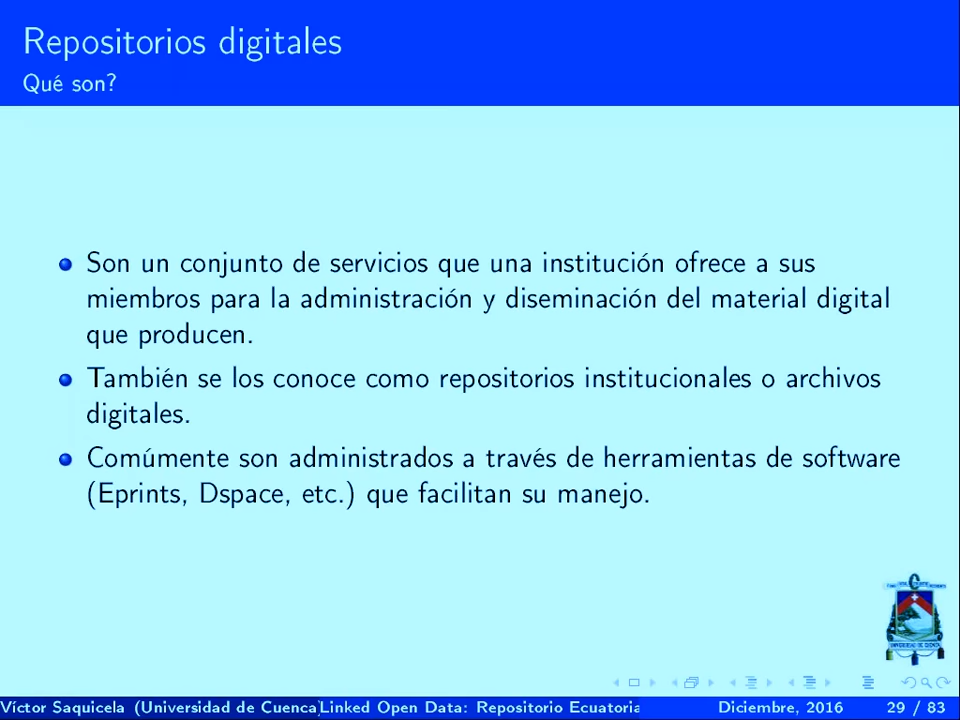 Repositorios digitales
Qué son?
Son un conjunto de servicios que una institución ofrece a sus
miembros para la administración y diseminación del material digital
que producen.
También se los conoce como repositorios institucionales o archivos
digitales.
Comúmente son administrados a través de herramientas de software
(Eprints, Dspace, etc.) que facilitan su manejo.
UNIVERSIDAD DE CUENCA
Víctor Saquicela (Universidad de Cuenca) Linked Open Data: Repositorio Ecuatoria Diciembre, 2016 29 / 83